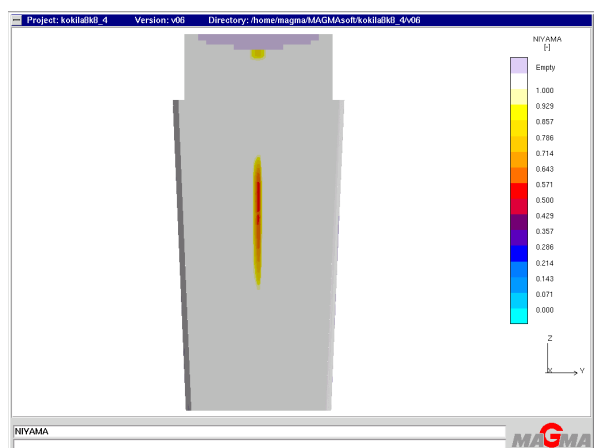 Project: kokila8k8_4 Version: v06 Directory: /home/magma/MAGMAsoft/kokila8k8_4/v06
NIYAMA
[-]
Empty
1.000
0.929
0.857
0.786
0.714
0.643
0.571
0.500
0.429
0.357
0.286
0.214
0.143
0.071
0.000
Z
X Y
NIYAMA
MAGMA